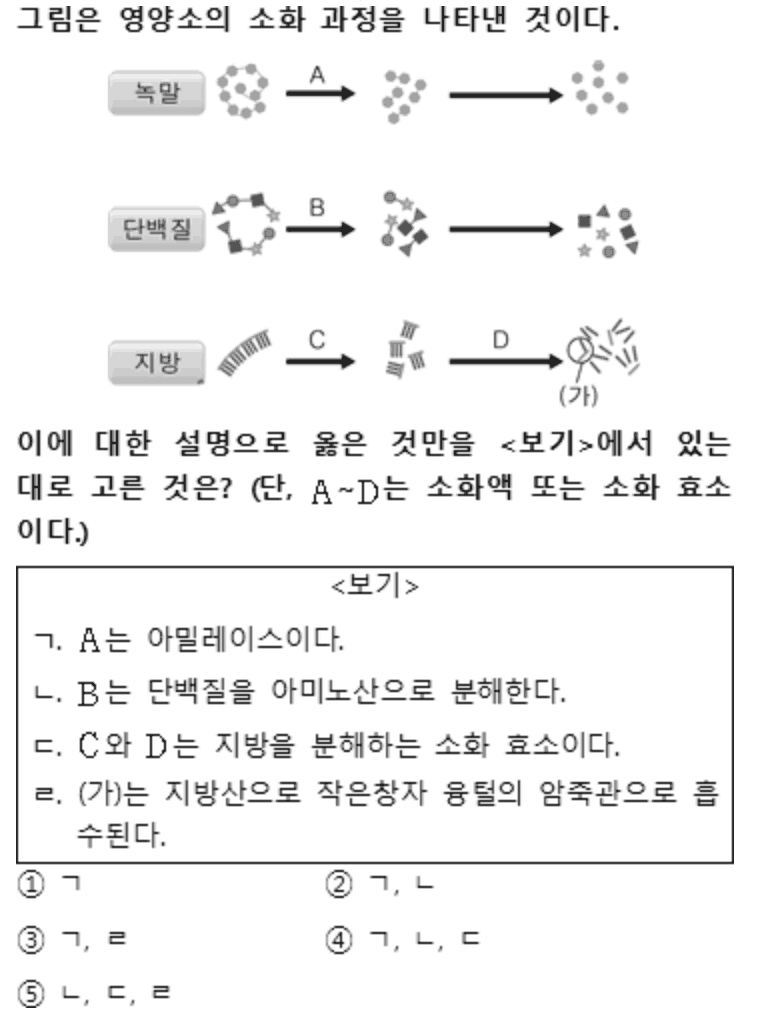 그림은 영양소의 소화 과정을 나타낸 것이다.
녹말 A
단백질 B
지방 C D
(가)
이에 대한 설명으로 옳은 것만을 <보기>에서 있는
대로 고른 것은? (단, A~D는 소화액 또는 소화 효소
이다.)
<보기>
ㄱ. A는 아밀레이스이다.
ㄴ. B는 단백질을 아미노산으로 분해한다.
ㄷ. C와 D는 지방을 분해하는 소화 효소이다.
ㄹ. (가)는 지방산으로 작은창자 융털의 암죽관으로 흡
수된다.
① ㄱ ② ㄱ, ㄴ
③ ㄱ, ㄹ ④ ㄱ, ㄴ, ㄷ
⑤ ㄴ, ㄷ, ㄹ